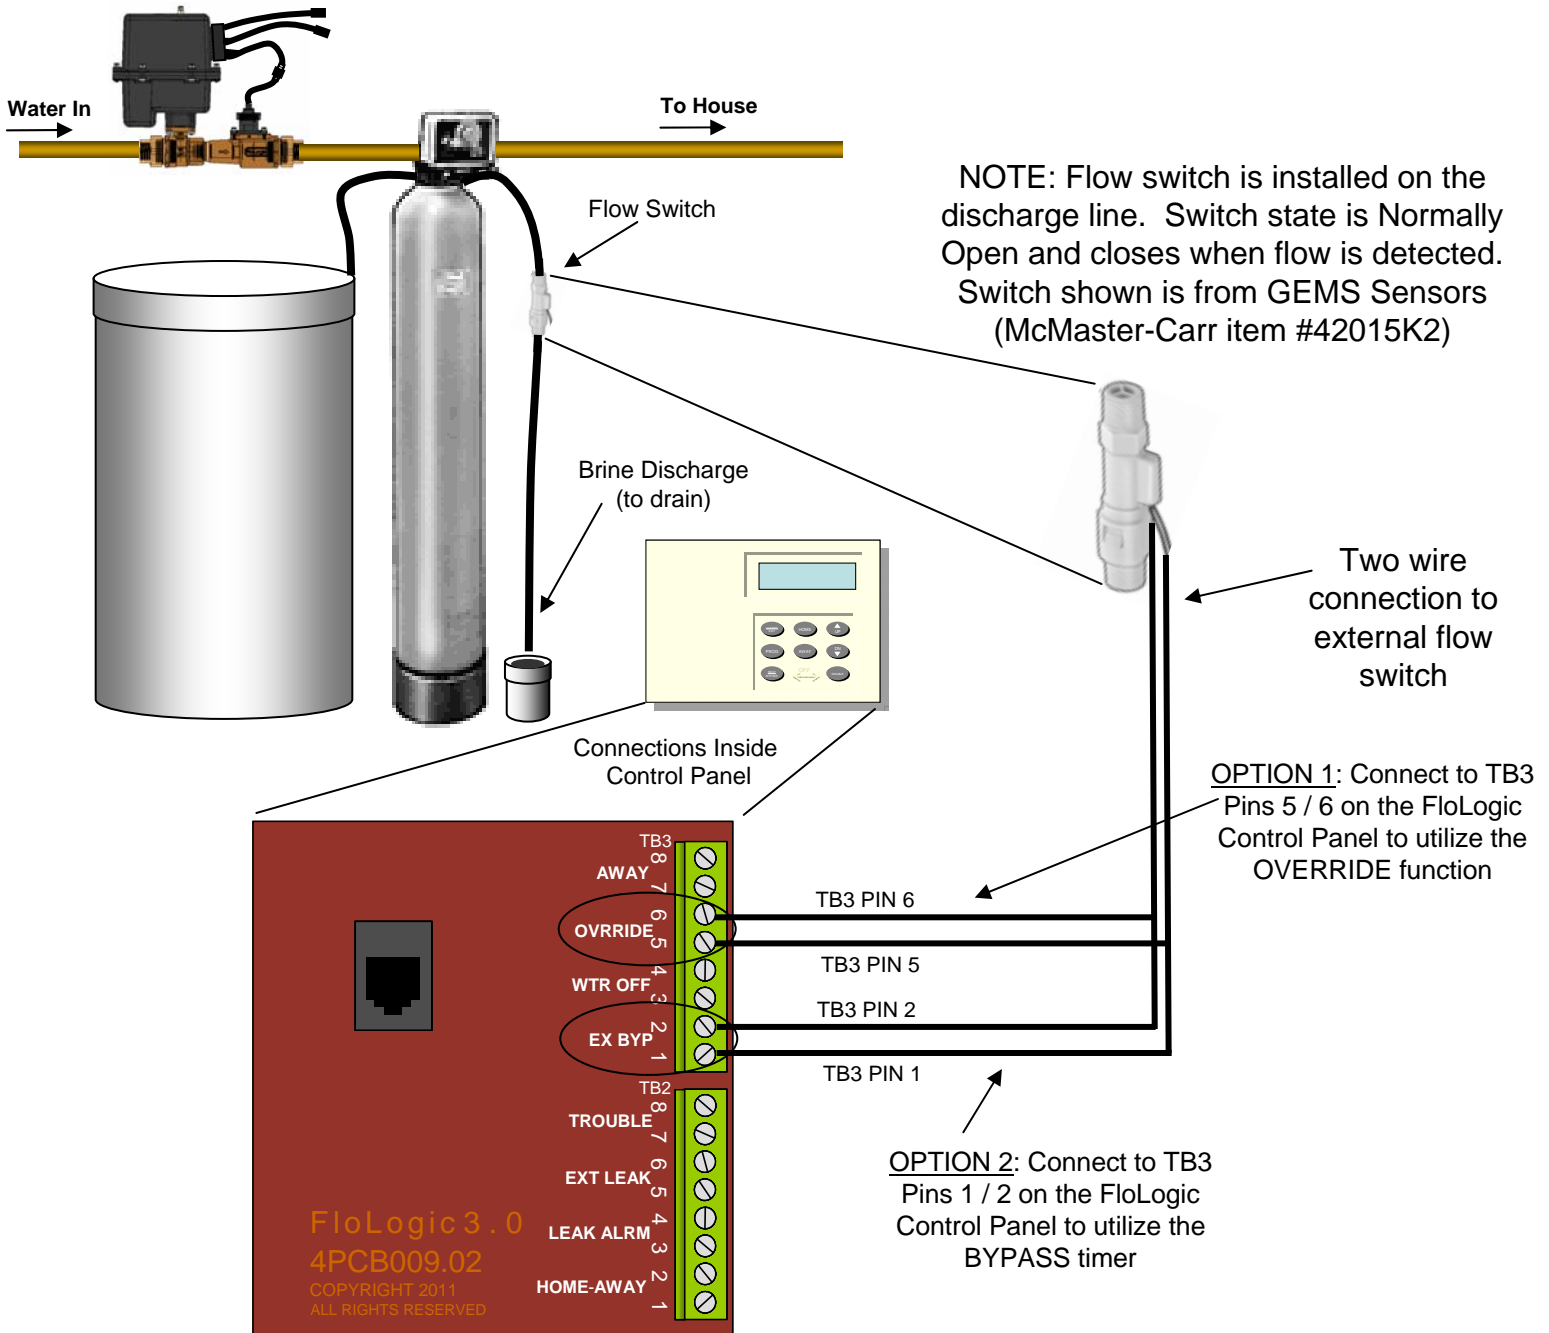 Water In
To House
NOTE: Flow switch is installed on the
discharge line. Switch state is Normally
Open and closes when flow is detected.
Switch shown is from GEMS Sensors
(McMaster-Carr item #42015K2)
Flow Switch
Brine Discharge
(to drain)
HOME
UP
PROG
AWAY
DN
OFF
Two wire
connection to
external flow
switch
Connections Inside
Control Panel
OPTION 1: Connect to TB3
Pins 5 / 6 on the FloLogic
Control Panel to utilize the
OVERRIDE function
TB3
8
AWAY
7
6
OVRRIDE
5
4
WTR OFF
3
2
EX BYP
1
TB3 PIN 6
TB3 PIN 5
TB3 PIN 2
TB3 PIN 1
TB2
8
TROUBLE
7
6
EXT LEAK
5
4
LEAK ALRM
3
2
HOME-AWAY
1
FloLogic3.0
4PCB009.02
COPYRIGHT 2011
ALL RIGHTS RESERVED
OPTION 2: Connect to TB3
Pins 1 / 2 on the FloLogic
Control Panel to utilize the
BYPASS timer